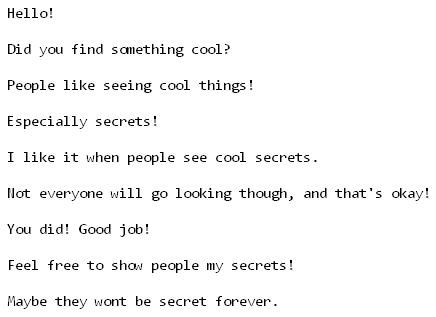 Hello!
Did you find something cool?
People like seeing cool things!
Especially secrets!
I like it when people see cool secrets.
Not everyone will go looking though, and that's okay!
You did! Good job!
Feel free to show people my secrets!
Maybe they wont be secret forever.